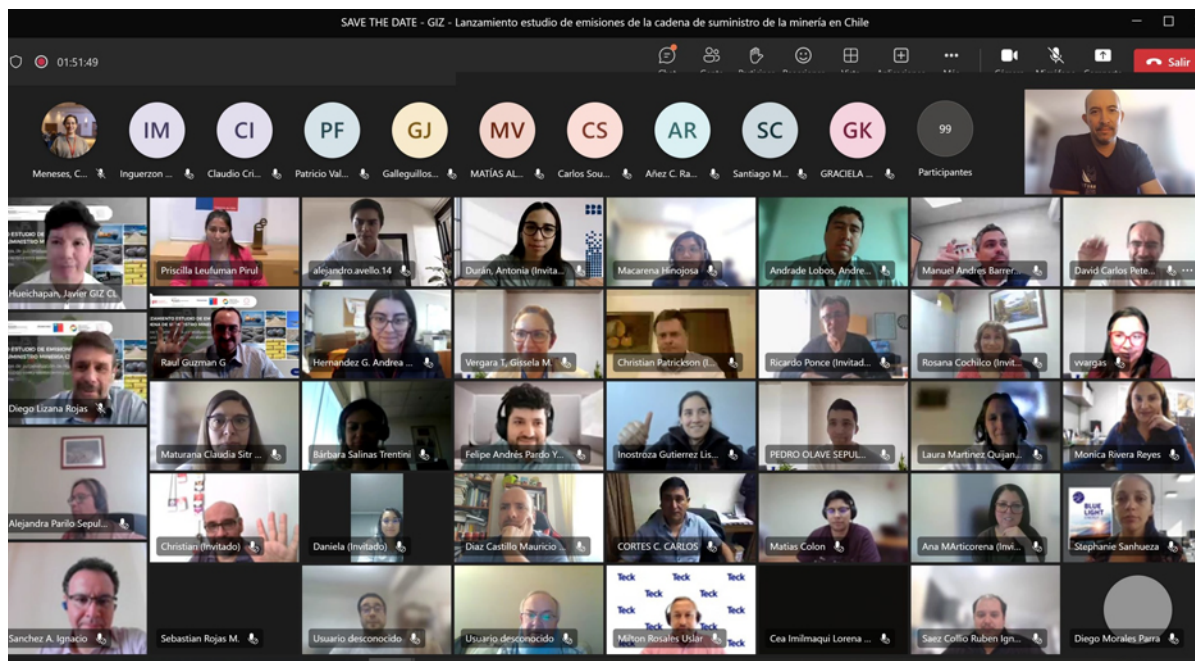 SAVE THE DATE - GIZ - Lanzamiento estudio de emisiones de la cadena de suministro de la minería en Chile
01:51:49
Más
Salir
IM
CI
PF
GJ
MV
CS
AR
SC
GK
99
Meneses, C...
Inguerzon ...
Claudio Cri...
Patricio Val...
Galleguillos...
MATÍAS AL...
Carlos Sou...
Añez C. Ra...
Santiago M...
GRACIELA ...
Participantes
Hueichapan, Javier GIZ CL
Priscilla Leufuman Pirul
alejandro.avello.14
Durán, Antonia (Invita...
Macarena Hinojosa
Andrade Lobos, Andre...
Manuel Andres Barrer...
David Carlos Pete...
Diego Lizana Rojas
Raul Guzman G
Hernandez G. Andrea ...
Vergara T, Gissela M.
Christian Patrickson (I...
Ricardo Ponce (Invitad...
Rosana Cochilco (Invit...
vvargas
Maturana Claudia Sitr ...
Bárbara Salinas Trentini
Felipe Andrés Pardo Y...
Inostroza Gutierrez Lis...
PEDRO OLAVE SEPUL...
Laura Martinez Quijan...
Monica Rivera Reyes
Alejandra Parilo Sepul...
Christian (Invitado)
Daniela (Invitado)
Diaz Castillo Mauricio ...
CORTES C. CARLOS
Matias Colon
Ana MArticorena (Invi...
BLUE
LIGHT
Stephanie Sanhueza
Sanchez A. Ignacio
Sebastian Rojas M.
Usuario desconocido
Usuario desconocido
Teck Teck Teck
Milton Rosales Uslar
Cea Imilmaqui Lorena ...
Saez Collio Ruben Ign...
Diego Morales Parra